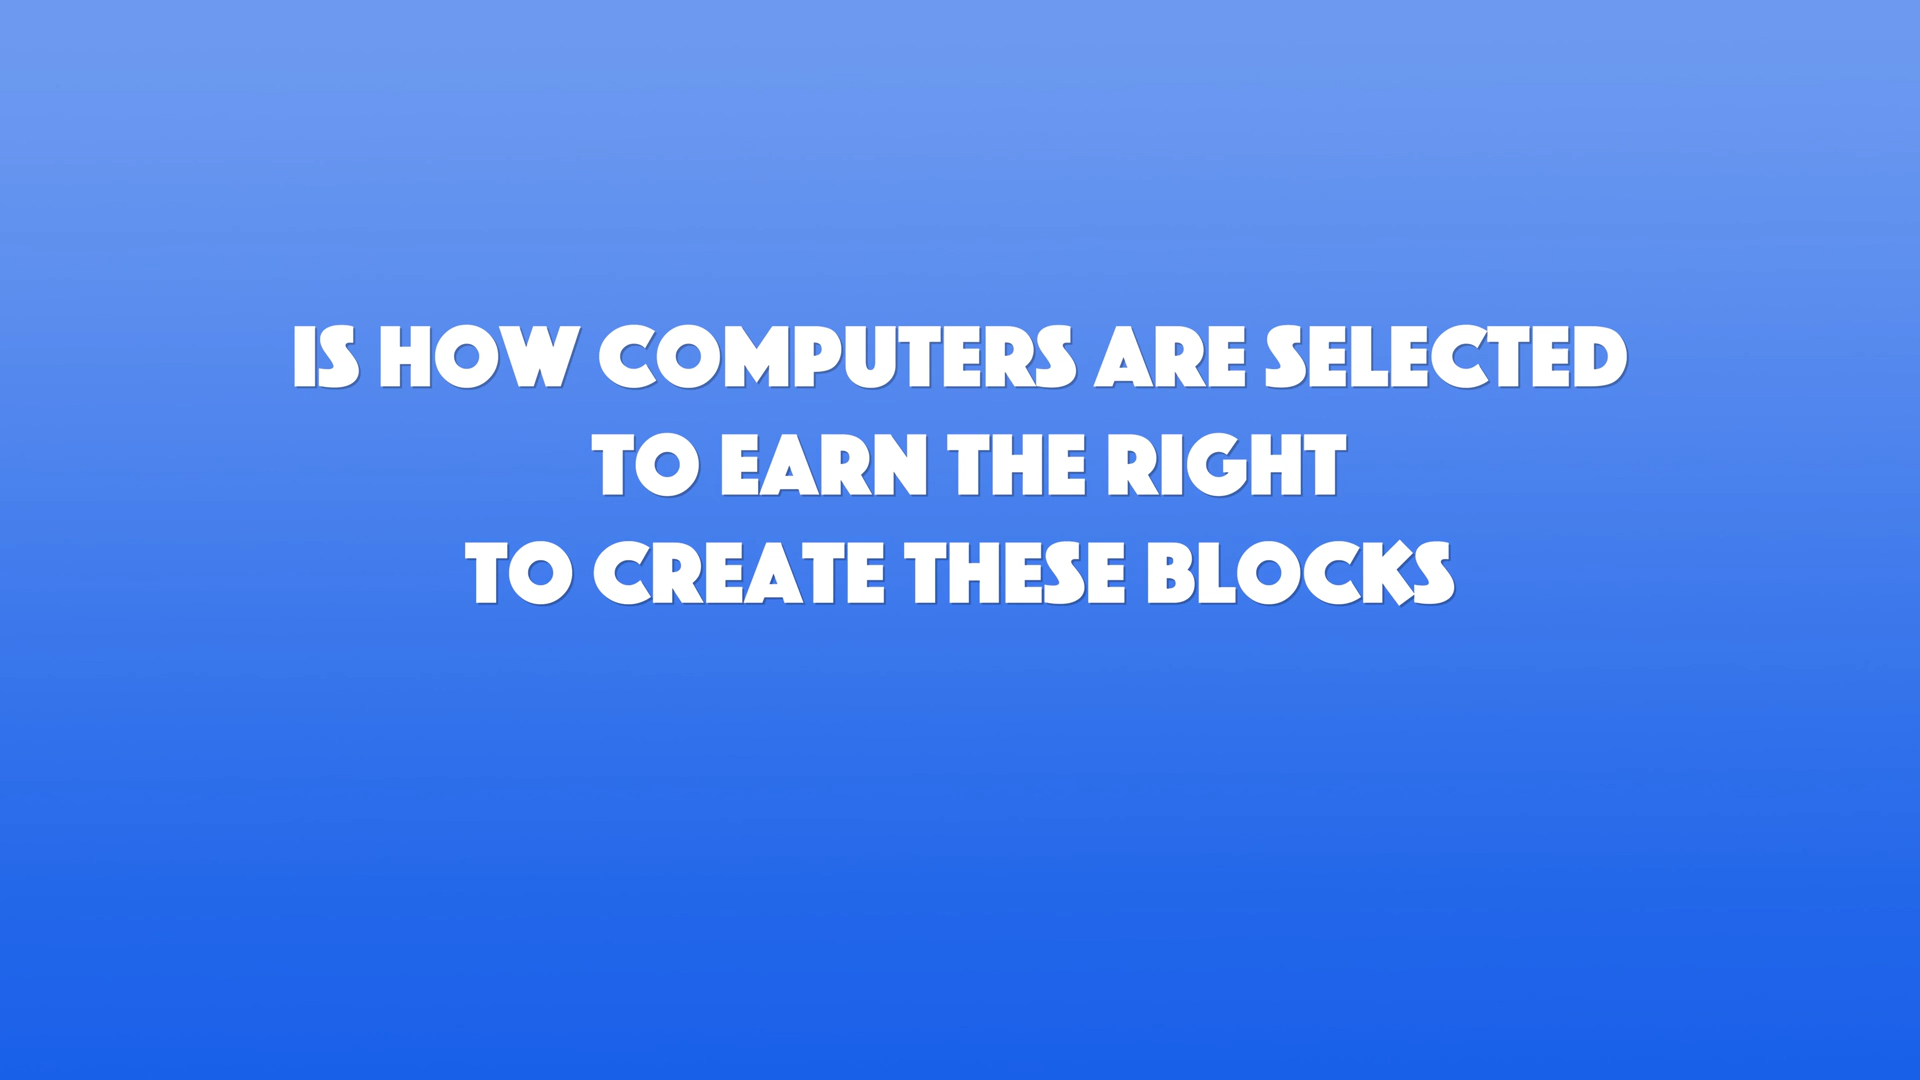 IS HOW COMPUTERS ARE SELECTED
TO EARN THE RIGHT
TO CREATE THESE BLOCKS